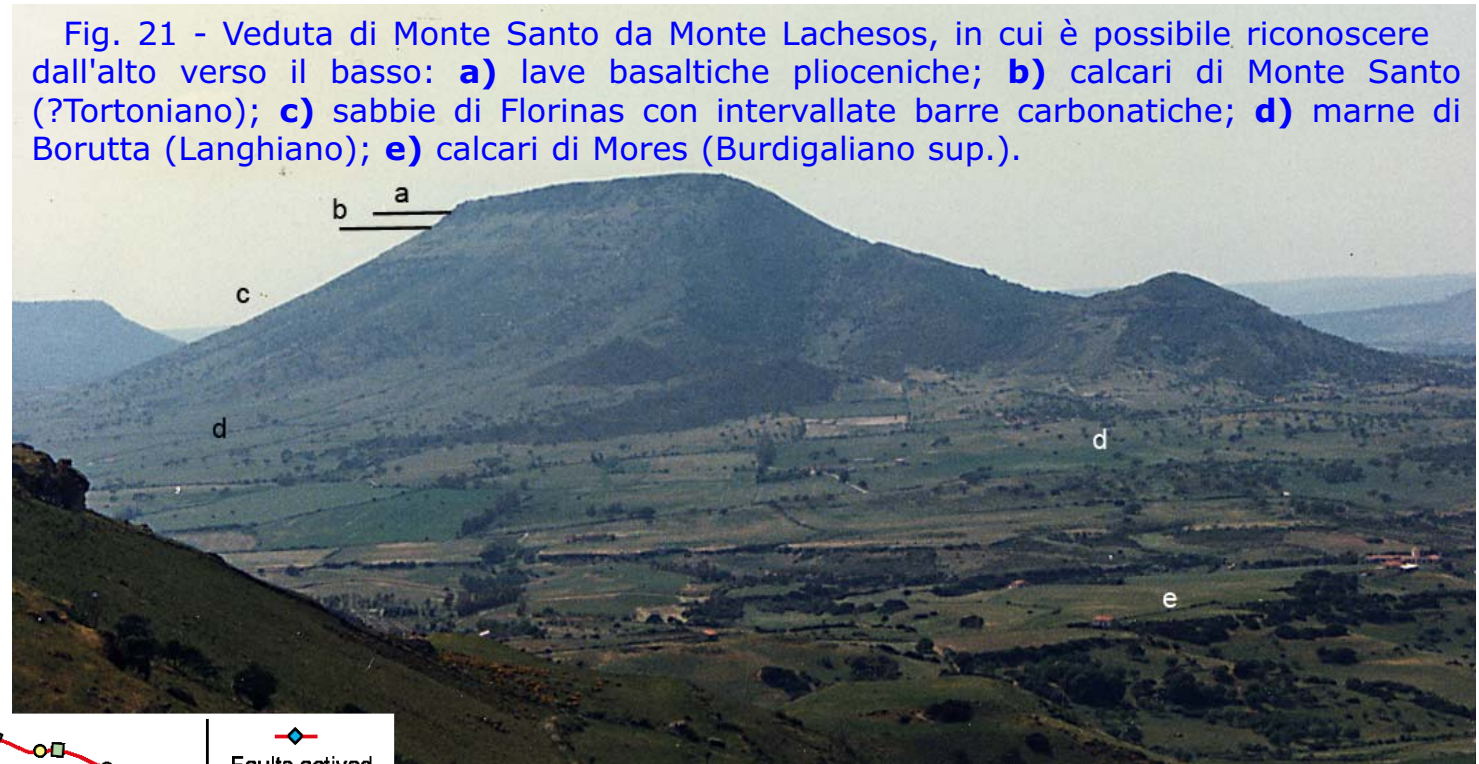 Fig. 21 - Veduta di Monte Santo da Monte Lachesos, in cui è possibile riconoscere
dall'alto verso il basso: a) lave basaltiche plioceniche; b) calcari di Monte Santo
(?Tortoniano); c) sabbie di Florinas con intervallate barre carbonatiche; d) marne di
Borutta (Langhiano); e) calcari di Mores (Burdigaliano sup.).
a
b
c
d
d
e